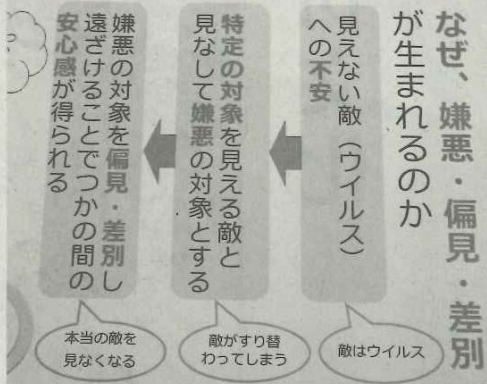 なぜ、嫌悪・偏見・差別
が生まれるのか
見えない敵（ウイルス）
への不安
敵はウイルス
特定の対象を見える敵と
見なして嫌悪の対象とする
敵がすり替
わってしまう
嫌悪の対象を偏見・差別し
遠ざけることでつかの間の
安心感が得られる
本当の敵を
見なくなる